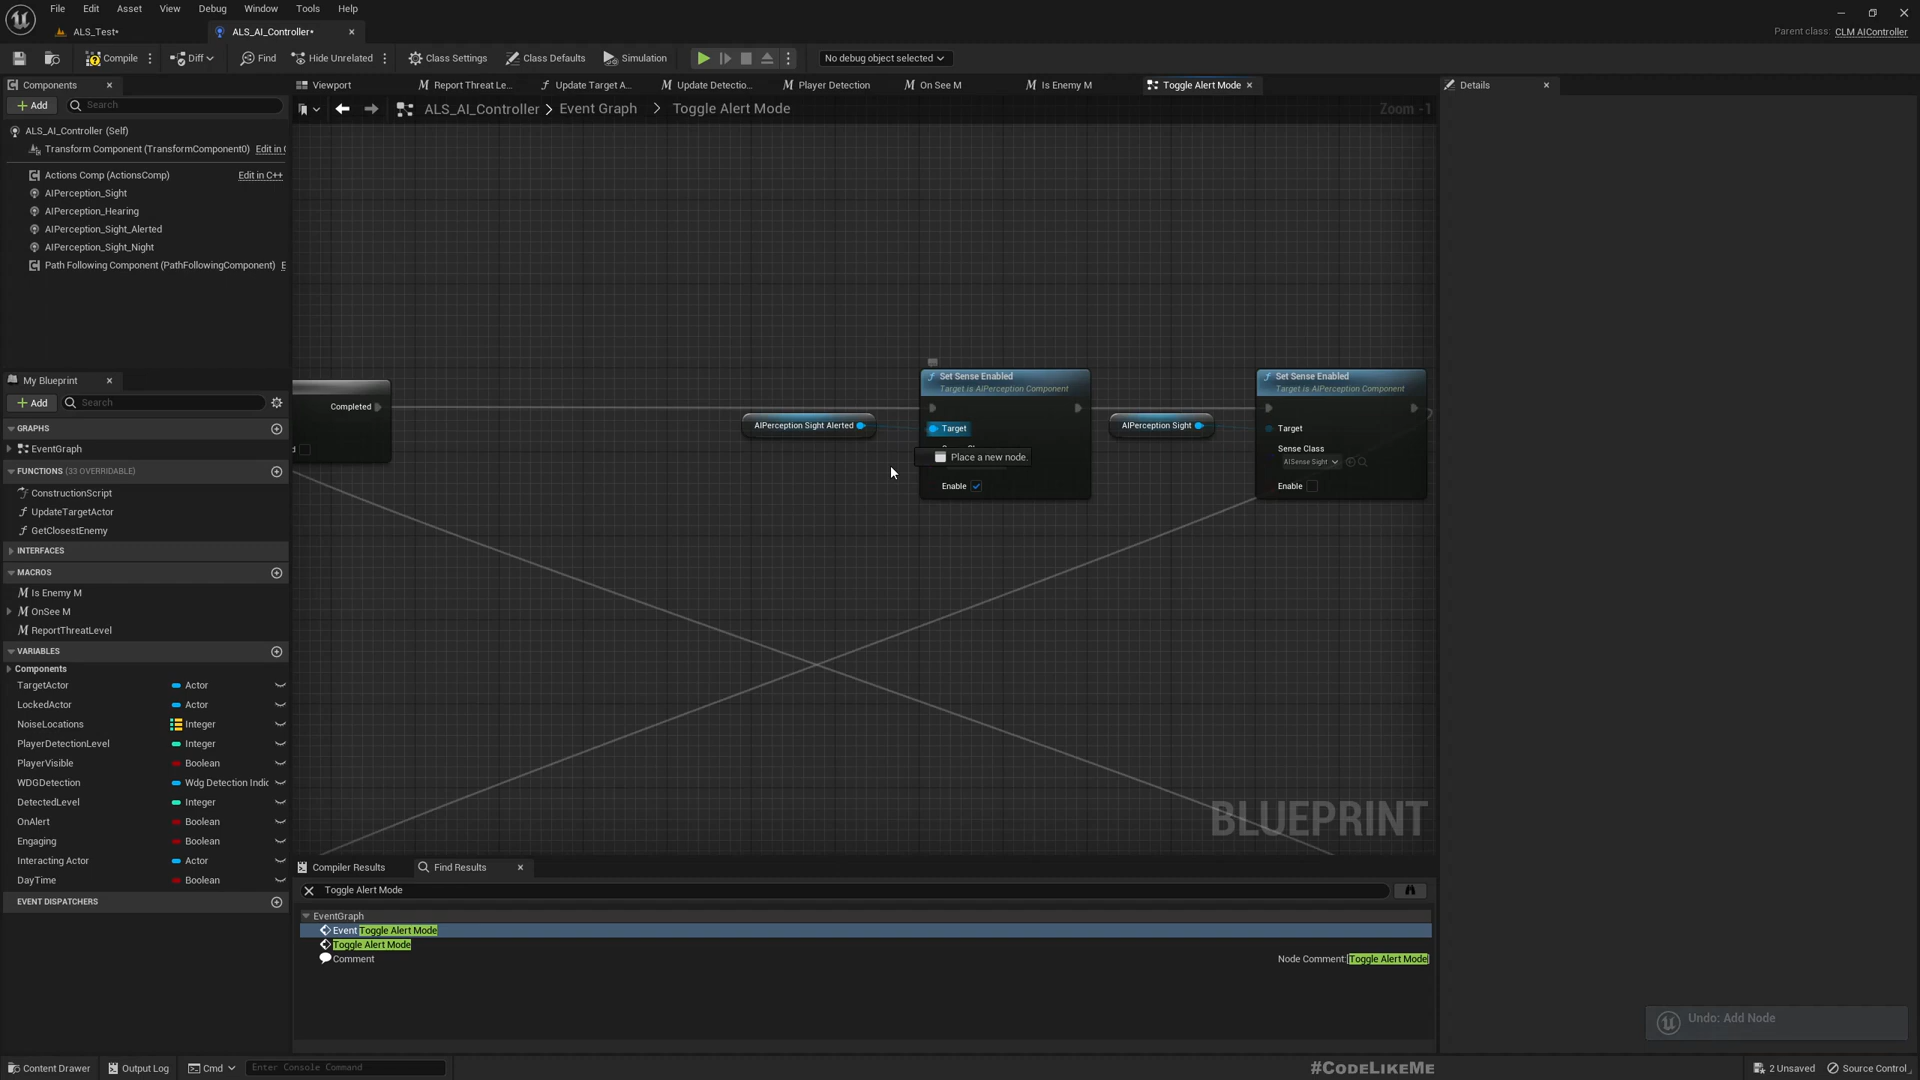 File Edit Asset View Debug Window Tools Help
ALS_Test*
ALS_AI_Controller*
Parent class: CLM AIController
Compile
Diff
Find
Hide Unrelated
Class Settings
Class Defaults
Simulation
No debug object selected
Components
Viewport
Report Threat Le...
Update Target A...
Update Detectio...
Player Detection
On See M
Is Enemy M
Toggle Alert Mode
Details
Add
Search
ALS_AI_Controller > Event Graph > Toggle Alert Mode
Zoom -1
ALS_AI_Controller (Self)
Transform Component (TransformComponent0) Edit in C
Actions Comp (ActionsComp) Edit in C++
AIPerception_Sight
AIPerception_Hearing
AIPerception_Sight_Alerted
AIPerception_Sight_Night
Path Following Component (PathFollowingComponent) E
My Blueprint
Add
Search
GRAPHS
EventGraph
FUNCTIONS (33 OVERRIDABLE)
ConstructionScript
UpdateTargetActor
GetClosestEnemy
INTERFACES
MACROS
Is Enemy M
OnSee M
ReportThreatLevel
VARIABLES
Components
TargetActor Actor
LockedActor Actor
NoiseLocations Integer
PlayerDetectionLevel Integer
PlayerVisible Boolean
WDGDetection Wdg Detection Indic
DetectedLevel Integer
OnAlert Boolean
Engaging Boolean
Interacting Actor Actor
DayTime Boolean
EVENT DISPATCHERS
Completed
AIPerception Sight Alerted
Set Sense Enabled
Target is AIPerception Component
Target
Place a new node.
Enable
AIPerception Sight
Set Sense Enabled
Target is AIPerception Component
Target
Sense Class
AISense Sight
Enable
BLUEPRINT
Compiler Results
Find Results
Toggle Alert Mode
EventGraph
Event Toggle Alert Mode
Toggle Alert Mode
Comment
Node Comment:[Toggle Alert Mode]
Undo: Add Node
Content Drawer
Output Log
Cmd
Enter Console Command
#CODELIKEME
2 Unsaved
Source Control